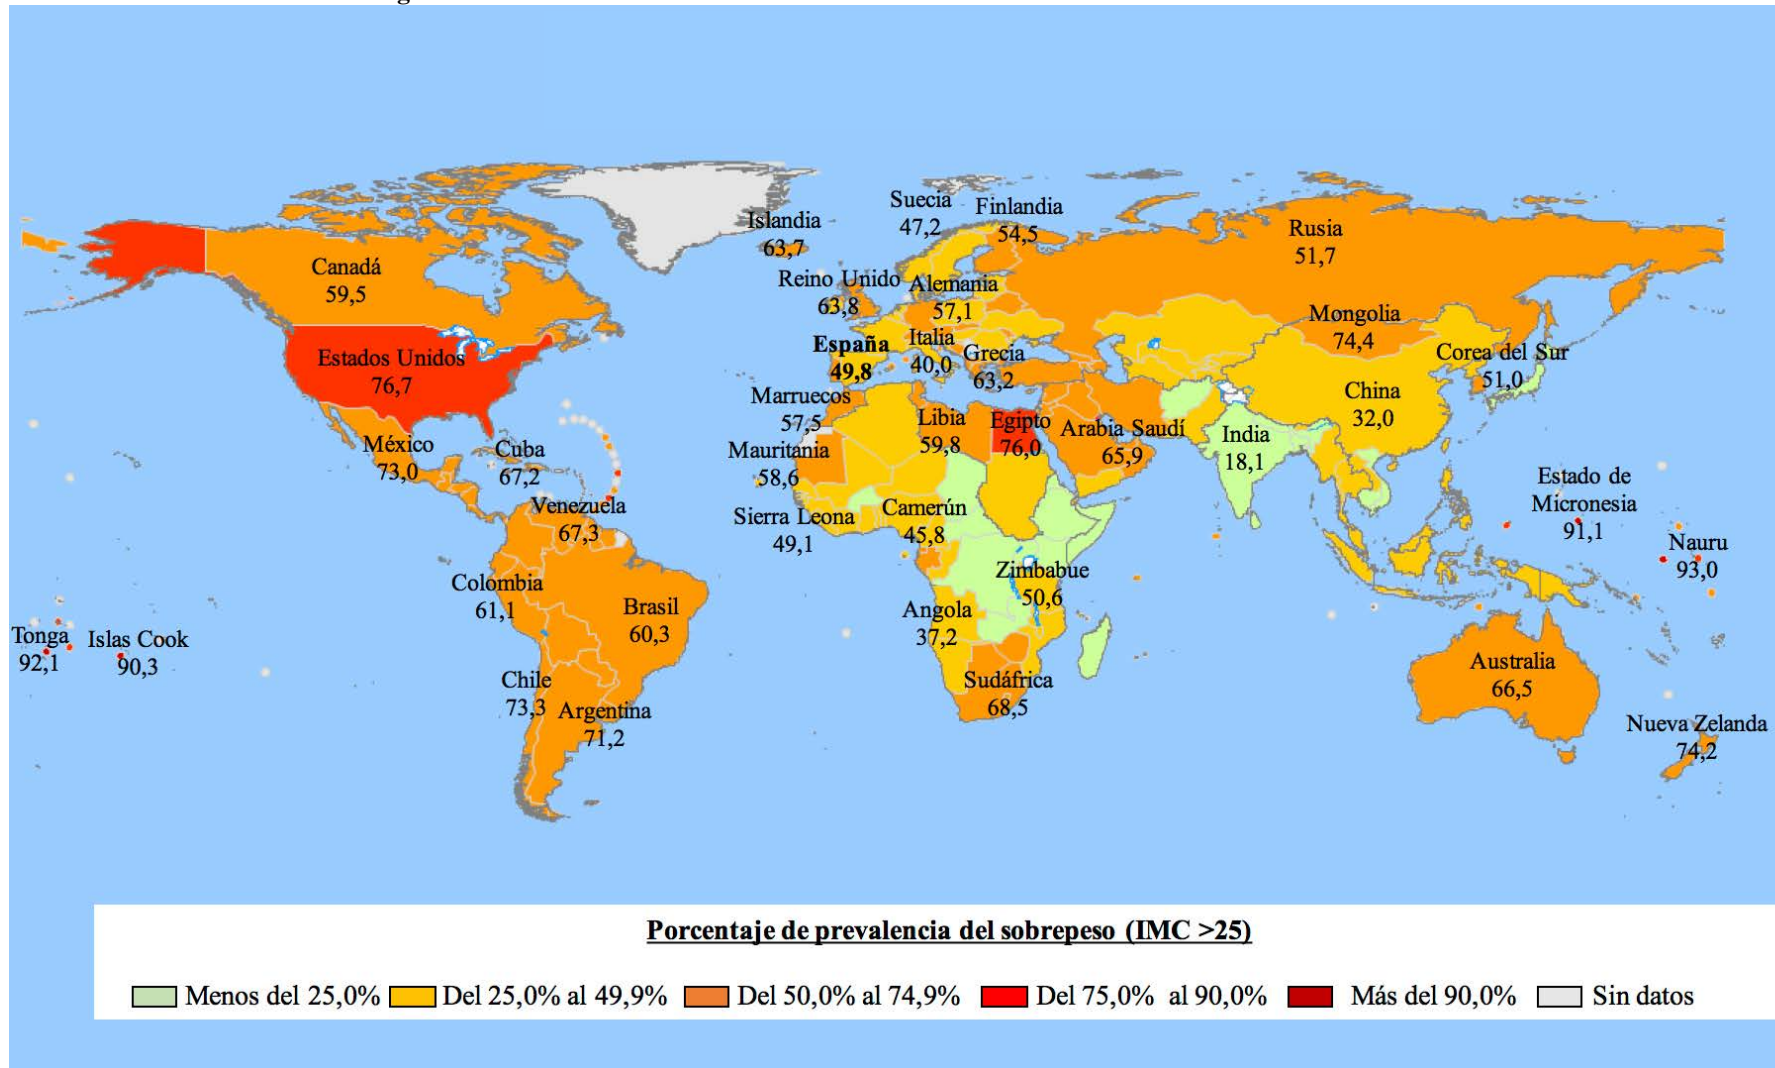 Islandia
63,7
Suecia
47,2
Finlandia
54,5
Rusia
51,7
Canadá
59,5
Reino Unido
63,8
Alemania
57,1
Mongolia
74,4
Estados Unidos
76,7
España
49,8
Italia
40,0
Grecia
63,2
Corea del Sur
51,0
China
32,0
Marruecos
57,5
Libia
59,8
Egipto
76,0
Arabia Saudí
65,9
India
18,1
México
73,0
Cuba
67,2
Mauritania
58,6
Venezuela
67,3
Sierra Leona
49,1
Camerún
45,8
Estado de
Micronesia
91,1
Nauru
93,0
Colombia
61,1
Brasil
60,3
Zimbabue
50,6
Angola
37,2
Tonga
92,1
Islas Cook
90,3
Chile
73,3
Argentina
71,2
Sudáfrica
68,5
Australia
66,5
Nueva Zelanda
74,2
Porcentaje de prevalencia del sobrepeso (IMC >25)
Menos del 25,0% Del 25,0% al 49,9% Del 50,0% al 74,9% Del 75,0% al 90,0% Más del 90,0% Sin datos